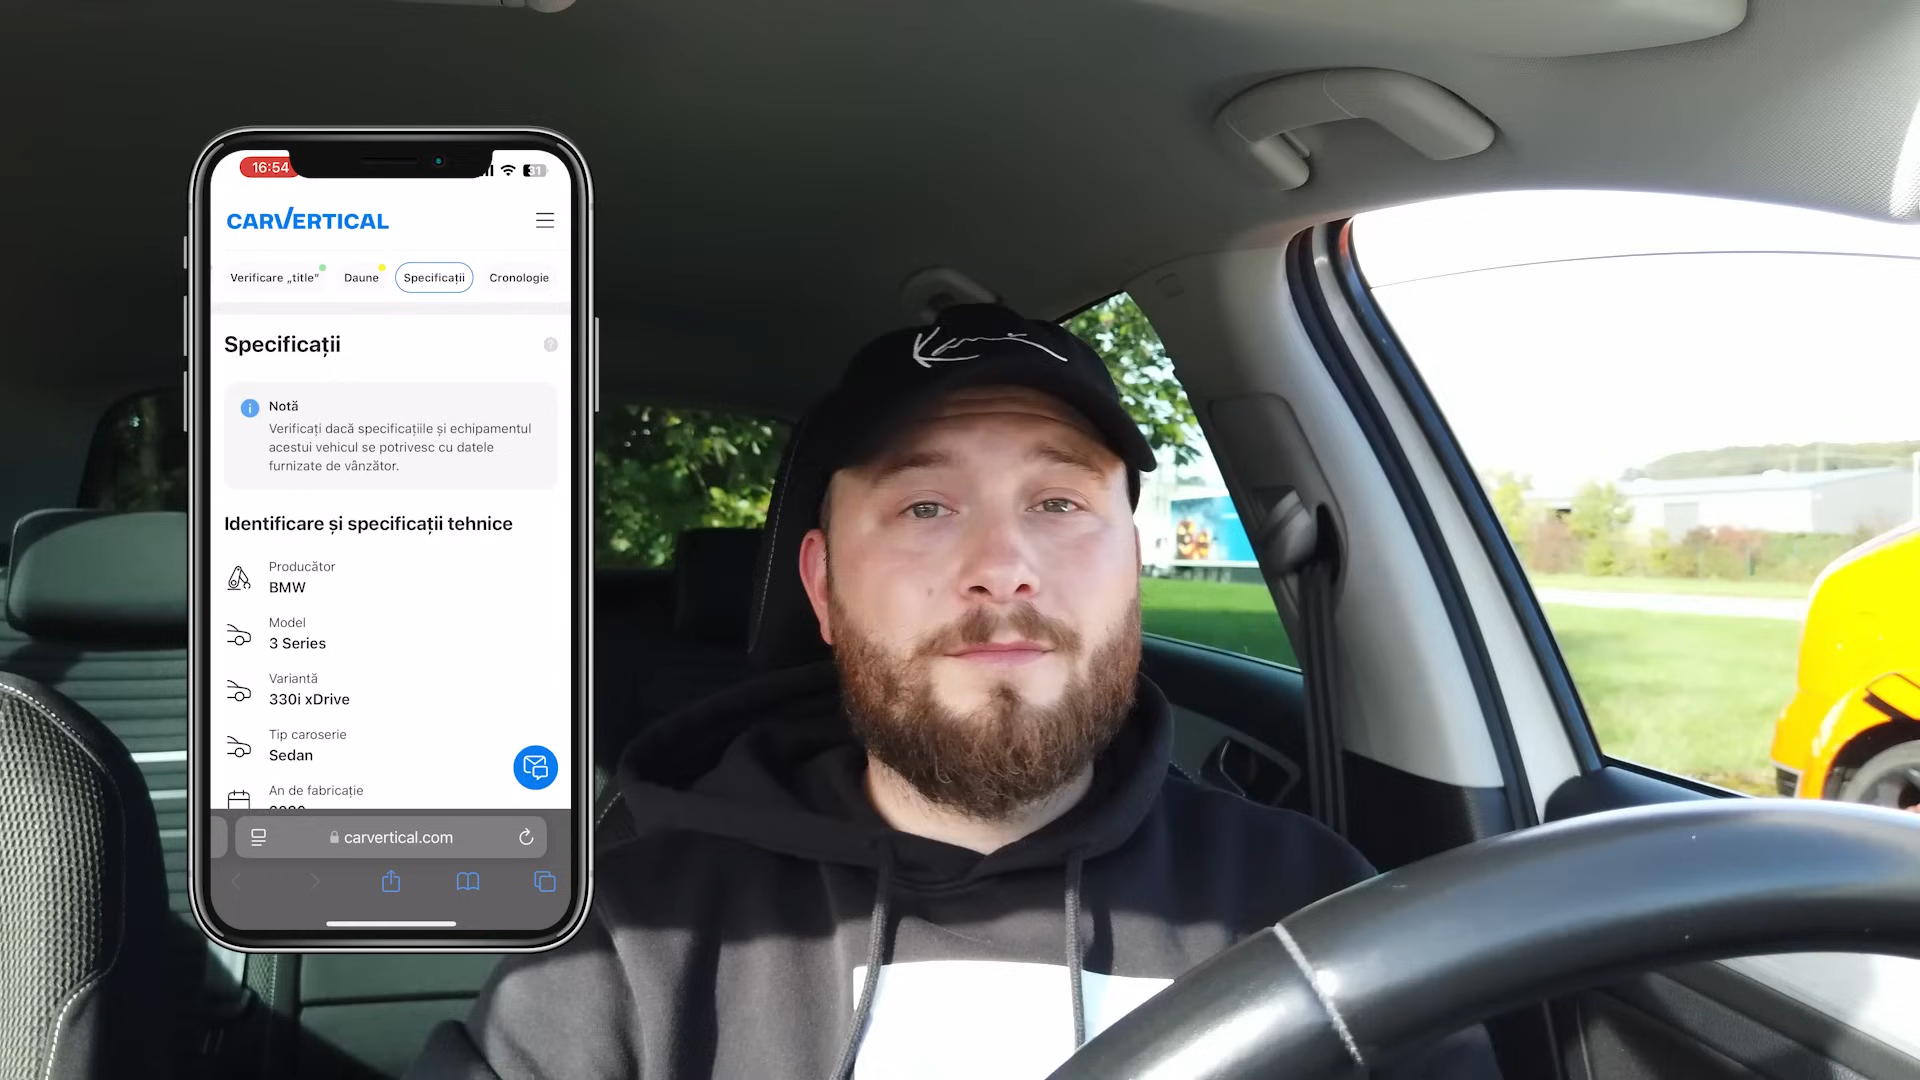 16:54
31
CARVERTICAL
Verificare „title”
Daune
Specificații
Cronologie
Specificații
?
Notă
Verificați dacă specificațiile și echipamentul
acestui vehicul se potrivesc cu datele
furnizate de vânzător.
Identificare și specificații tehnice
Producător
BMW
Model
3 Series
Variantă
330i xDrive
Tip caroserie
Sedan
An de fabricație
carvertical.com